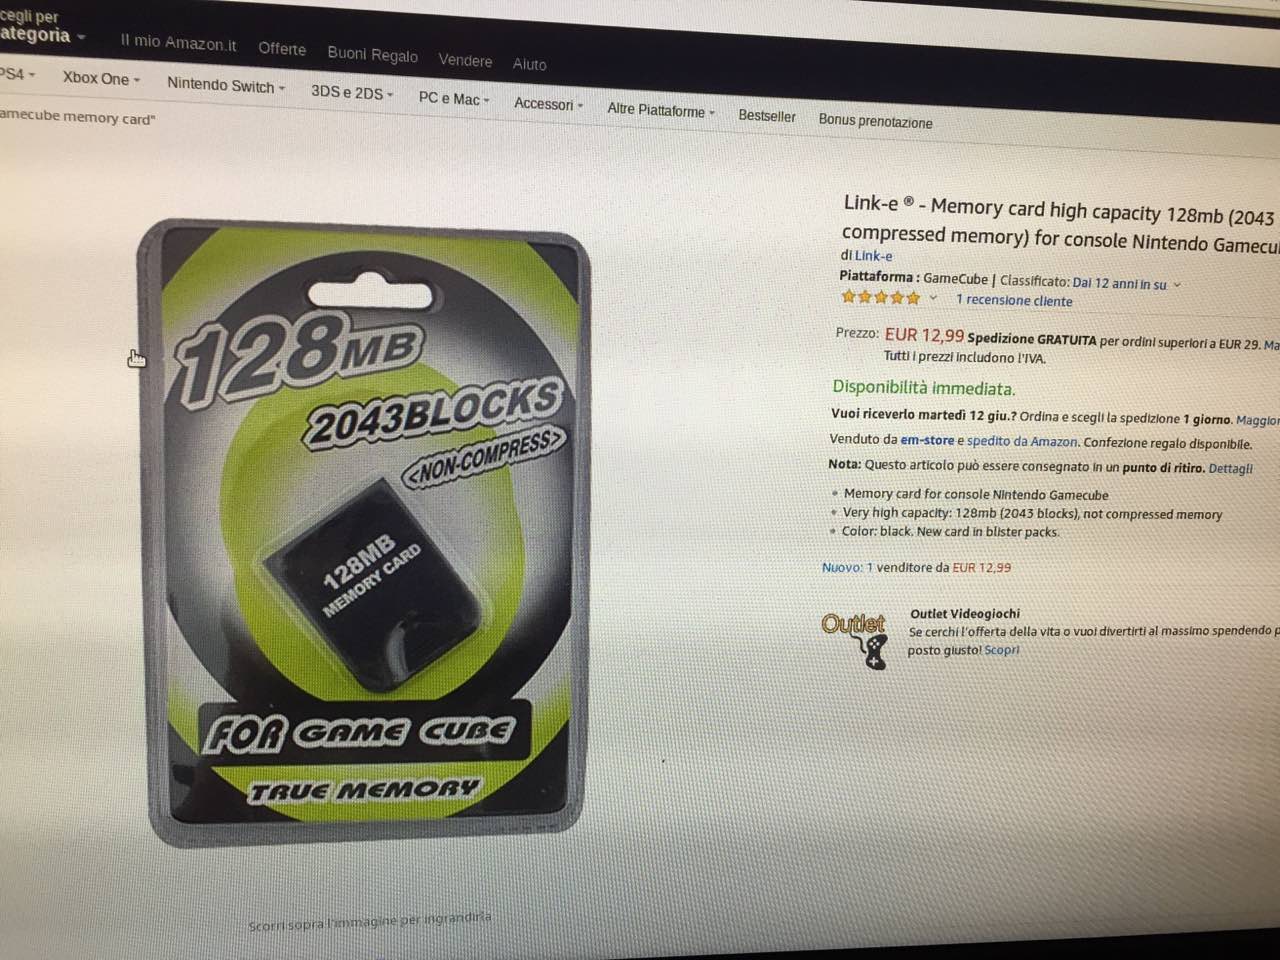 cegli per
ategoria
Il mio Amazon.it Offerte Buoni Regalo Vendere Aiuto
PS4 Xbox One Nintendo Switch 3DS e 2DS PC e Mac Accessori Altre Piattaforme Bestseller Bonus prenotazione
amecube memory card"
128MB
2043BLOCKS
<NON-COMPRESS>
128MB
MEMORY CARD
FOR GAME CUBE
TRUE MEMORY
Scorri sopra l'immagine per ingrandirla
Link-e ® - Memory card high capacity 128mb (2043
compressed memory) for console Nintendo Gamecu
di Link-e
Piattaforma : GameCube | Classificato: Dai 12 anni in su
1 recensione cliente
Prezzo: EUR 12,99 Spedizione GRATUITA per ordini superiori a EUR 29. Ma
Tutti i prezzi includono l'IVA.
Disponibilità immediata.
Vuoi riceverlo martedì 12 giu.? Ordina e scegli la spedizione 1 giorno. Maggior
Venduto da em-store e spedito da Amazon. Confezione regalo disponibile.
Nota: Questo articolo può essere consegnato in un punto di ritiro. Dettagli
Memory card for console Nintendo Gamecube
Very high capacity: 128mb (2043 blocks), not compressed memory
Color: black. New card in blister packs.
Nuovo: 1 venditore da EUR 12,99
Outlet
Outlet Videogiochi
Se cerchi l'offerta della vita o vuoi divertirti al massimo spendendo p
posto giusto! Scopri